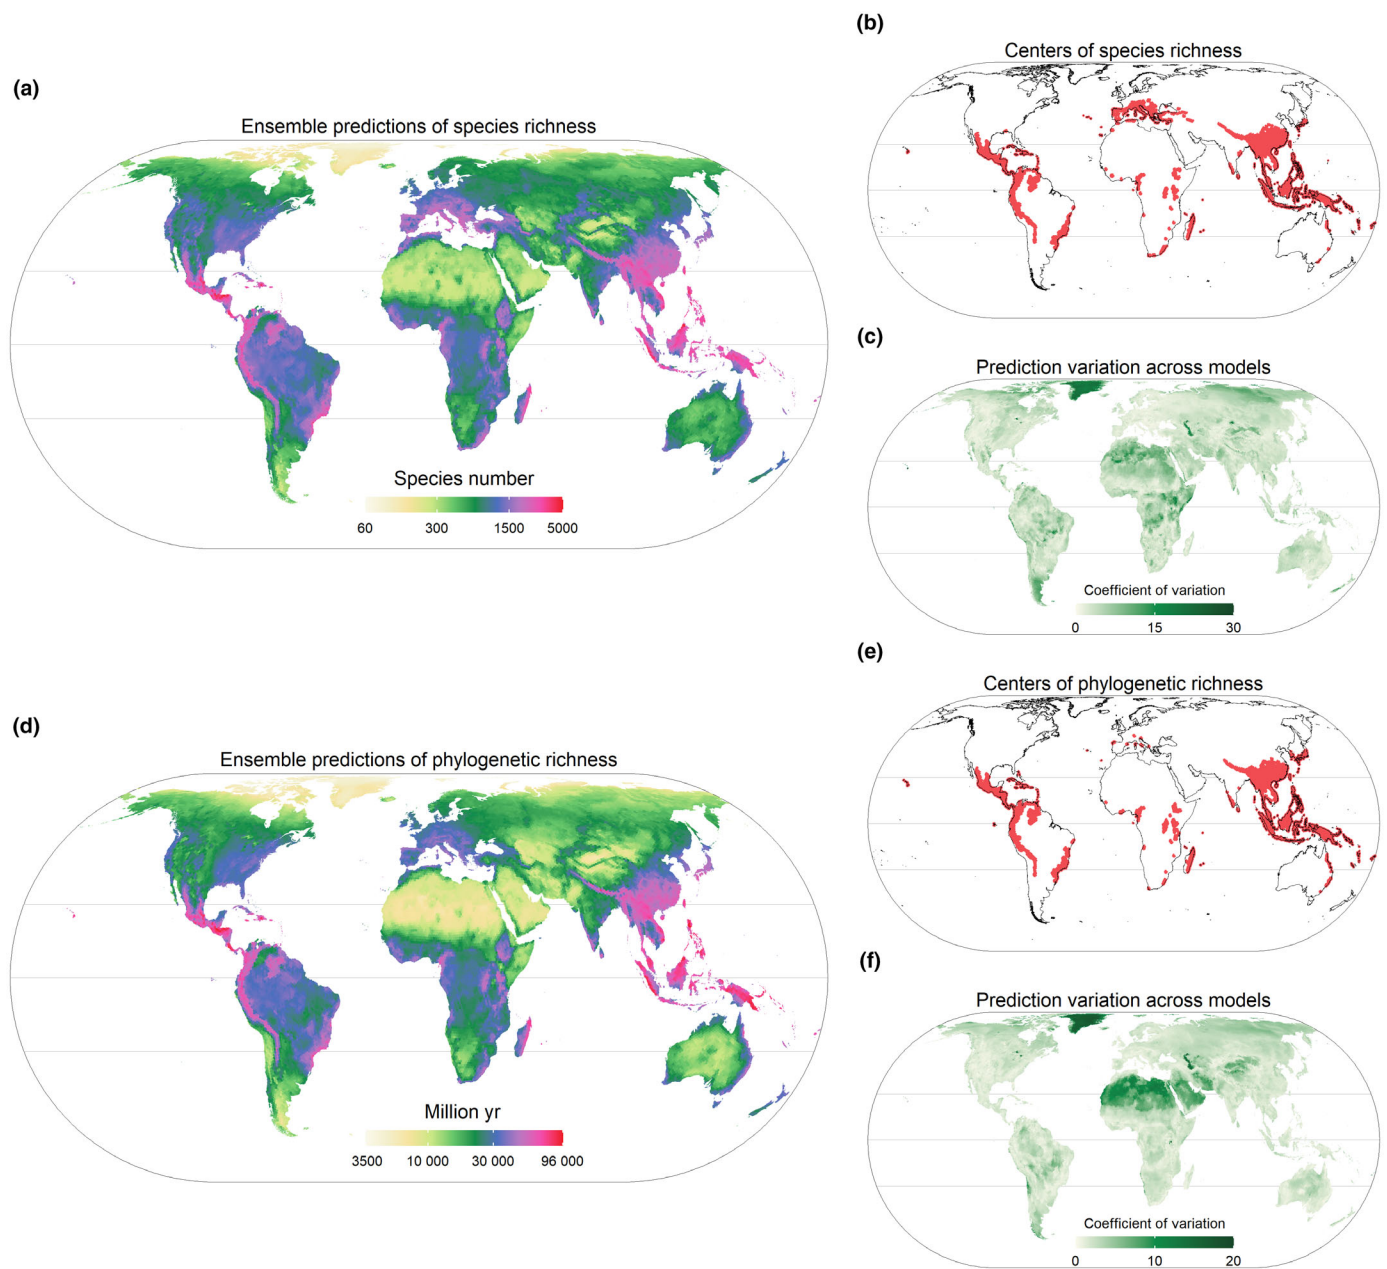 (a)
Ensemble predictions of species richness
Species number
60 300 1500 5000
(b)
Centers of species richness
(c)
Prediction variation across models
Coefficient of variation
0 15 30
(d)
Ensemble predictions of phylogenetic richness
Million yr
3500 10 000 30 000 96 000
(e)
Centers of phylogenetic richness
(f)
Prediction variation across models
Coefficient of variation
0 10 20